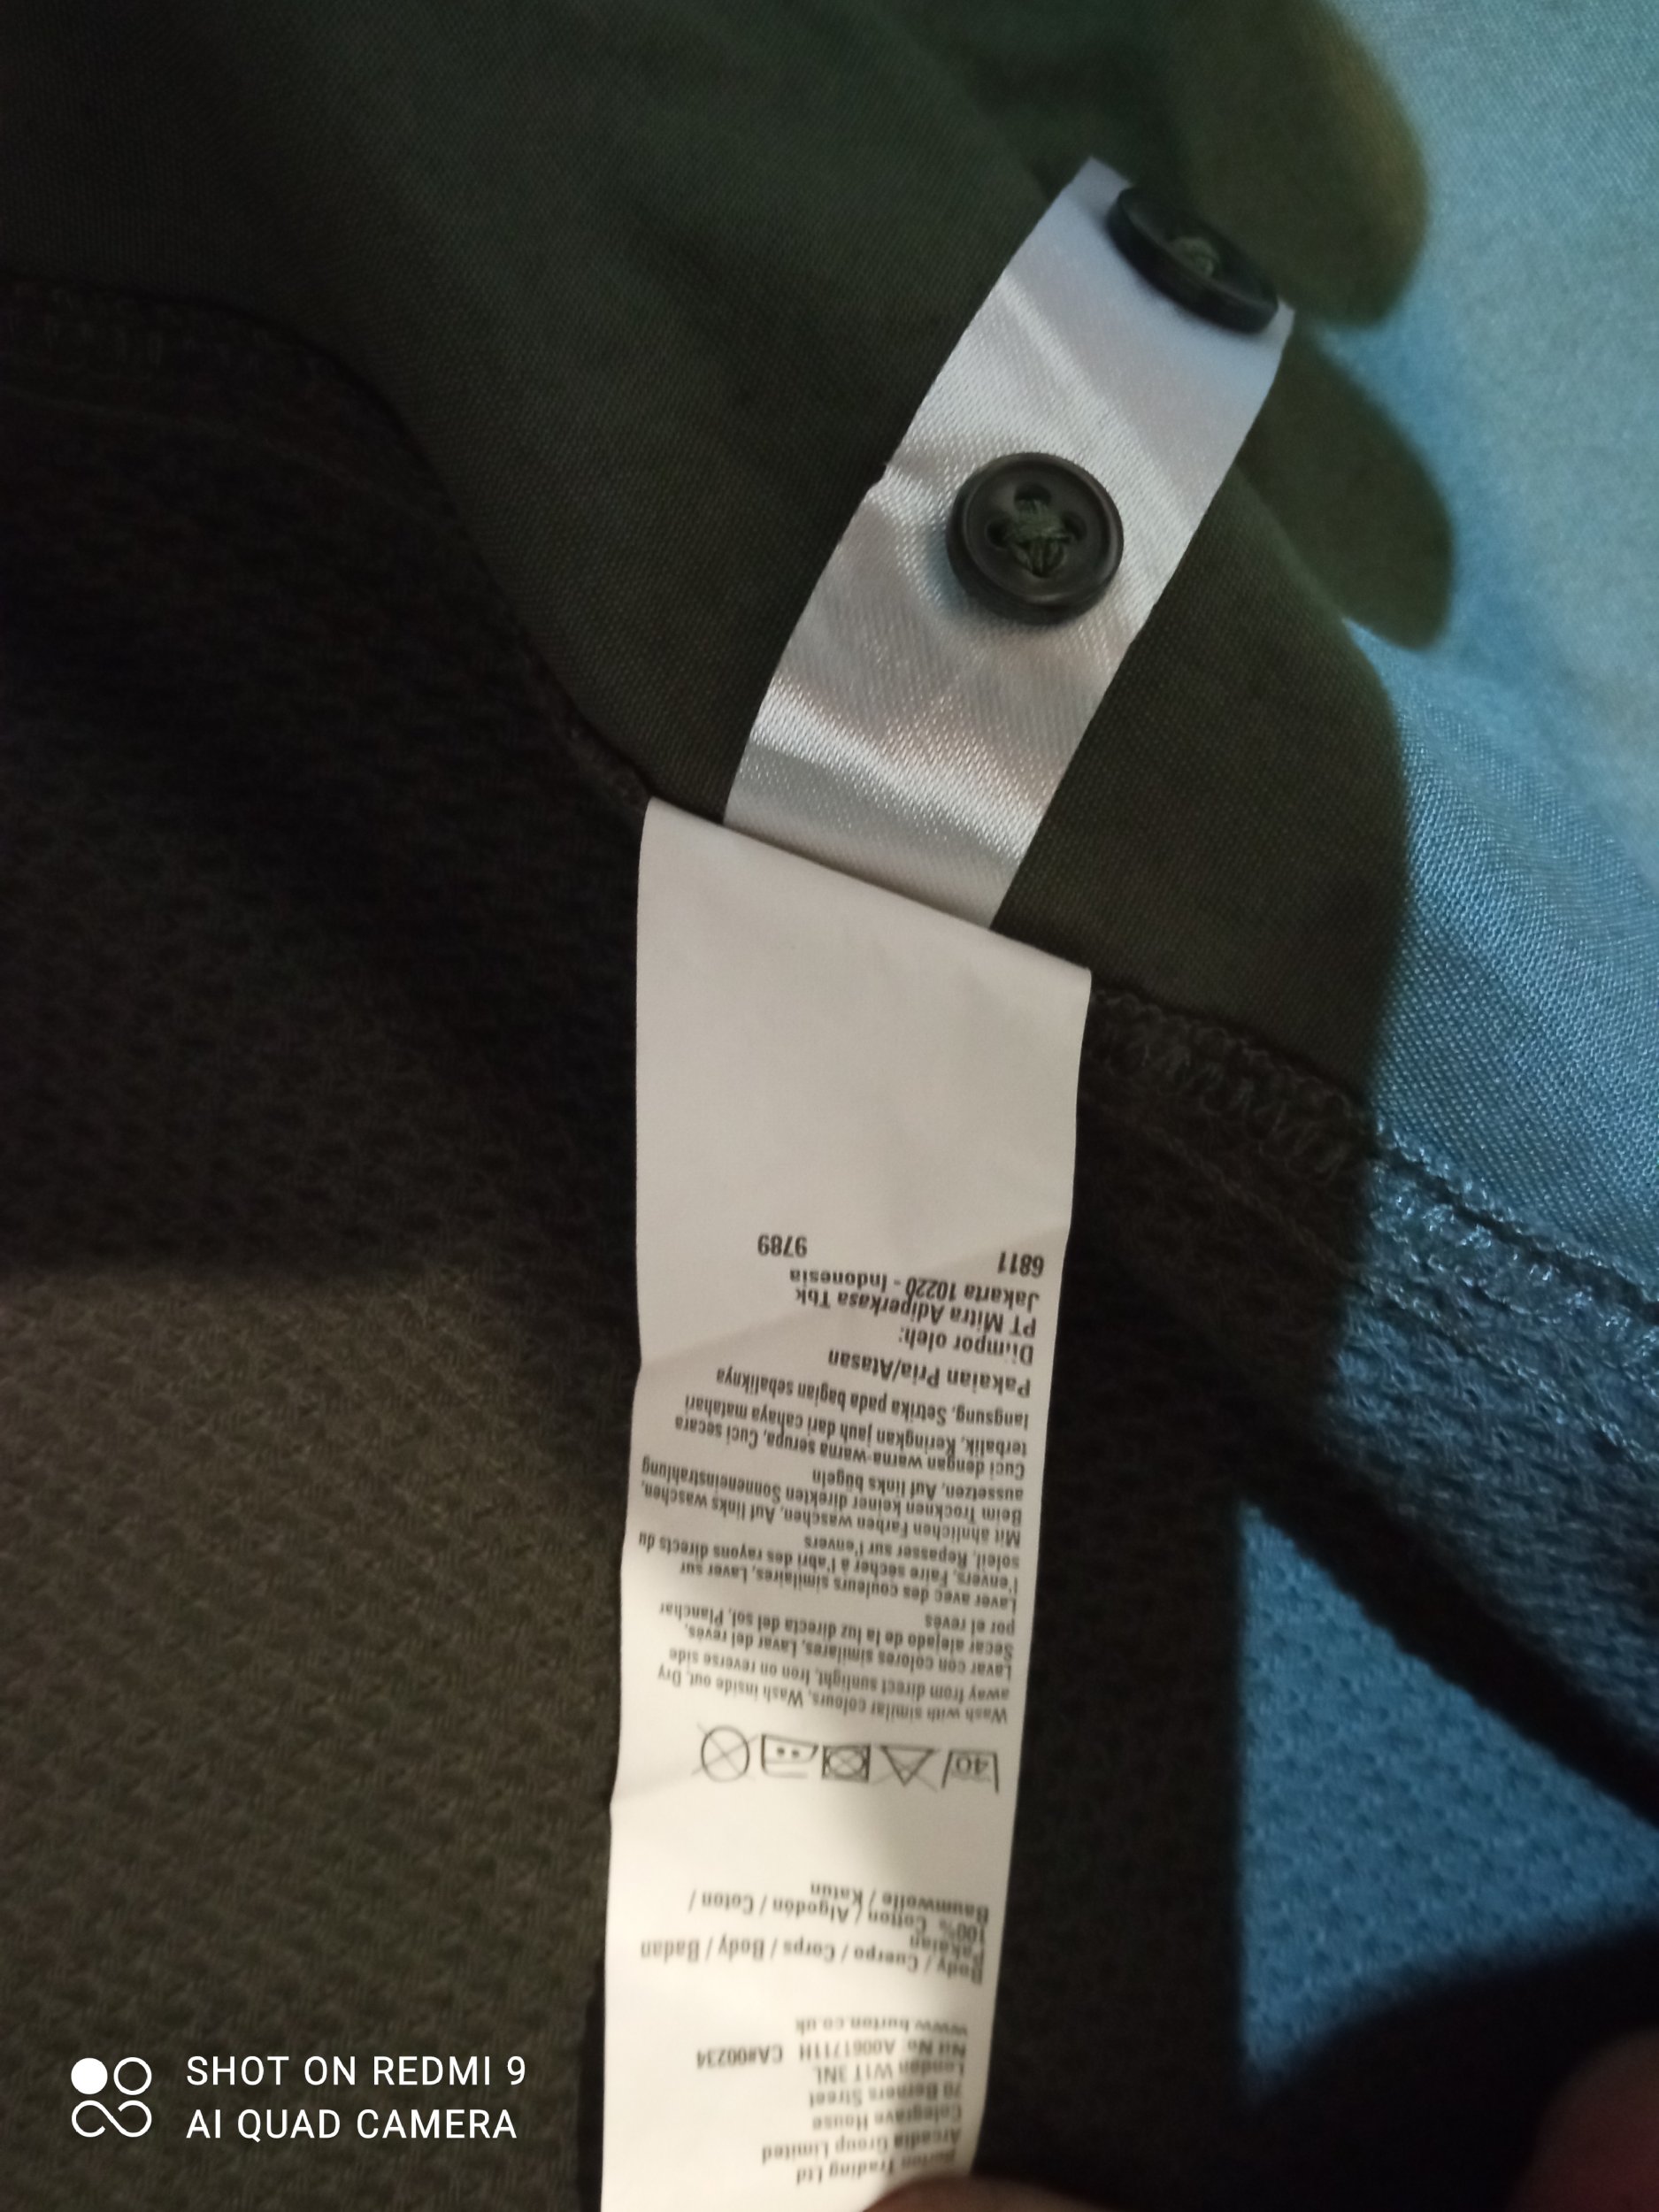 Burton Trading Ltd
Arcadia Group Limited
Colegrave House
70 Berners Street
London W1T 3NL
Nif No A0061711H CA#00234
www burton.co.uk
Body / Cuerpo / Corps / Body / Badan
Pakaian
100% Cotton / Algodón / Coton /
Baumwolle / Katun
40
Wash with similar colours, Wash inside out, Dry
away from direct sunlight, Iron on reverse side
Lavar con colores similares, Lavar del revés,
Secar alejado de la luz directa del sol, Planchar
por el revés
Laver avec des couleurs similaires, Laver sur
l'envers, Faire sécher à l'abri des rayons directs du
soleil, Repasser sur l'envers
Mit ähnlichen Farben waschen, Auf links waschen,
Beim Trocknen keiner direkten Sonneneinstrahlung
aussetzen, Auf links bügeln
Cuci dengan warna-warna serupa, Cuci secara
terbalik, Keringkan jauh dari cahaya matahari
langsung, Setrika pada bagian sebaliknya
Pakaian Pria/Atasan
Diimpor oleh:
PT Mitra Adiperkasa Tbk
Jakarta 10220 - Indonesia
6811 9789
SHOT ON REDMI 9
AI QUAD CAMERA